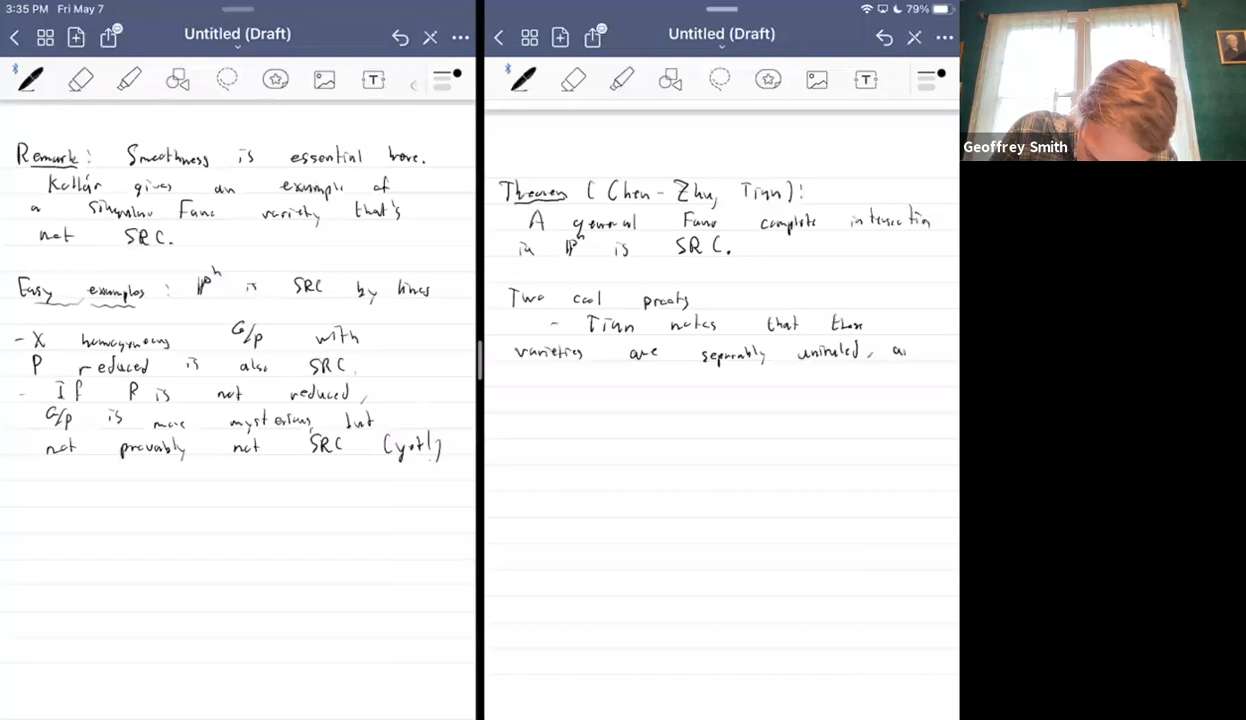 3:35 PM Fri May 7
79%
Untitled (Draft)
Untitled (Draft)
Geoffrey Smith
Remark: Smoothness is essential here.
Kollár gives an example of
a singular Fano variety that's
not SRC.
Easy examples: ℙⁿ is SRC by lines
- X homogeneous G/P with
P reduced is also SRC.
- If P is not reduced,
G/P is more mysterious, but
not provably not SRC (yet!)
Theorem (Chen-Zhu, Tian):
A general Fano complete intersection
in ℙⁿ is SRC.
Two cool proofs
- Tian notes that these
varieties are separably uniruled, a